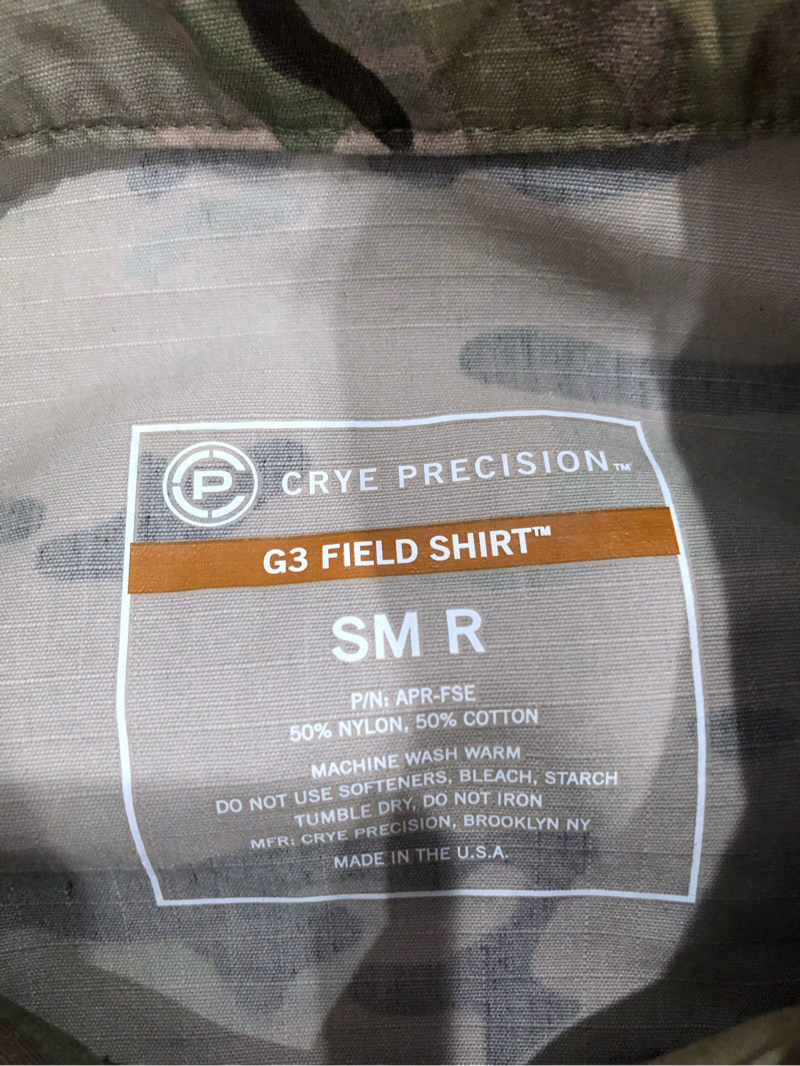 CP CRYE PRECISION™
G3 FIELD SHIRT™
SM R
P/N: APR-FSE
50% NYLON, 50% COTTON
MACHINE WASH WARM
DO NOT USE SOFTENERS, BLEACH, STARCH
TUMBLE DRY, DO NOT IRON
MFR: CRYE PRECISION, BROOKLYN NY
MADE IN THE U.S.A.